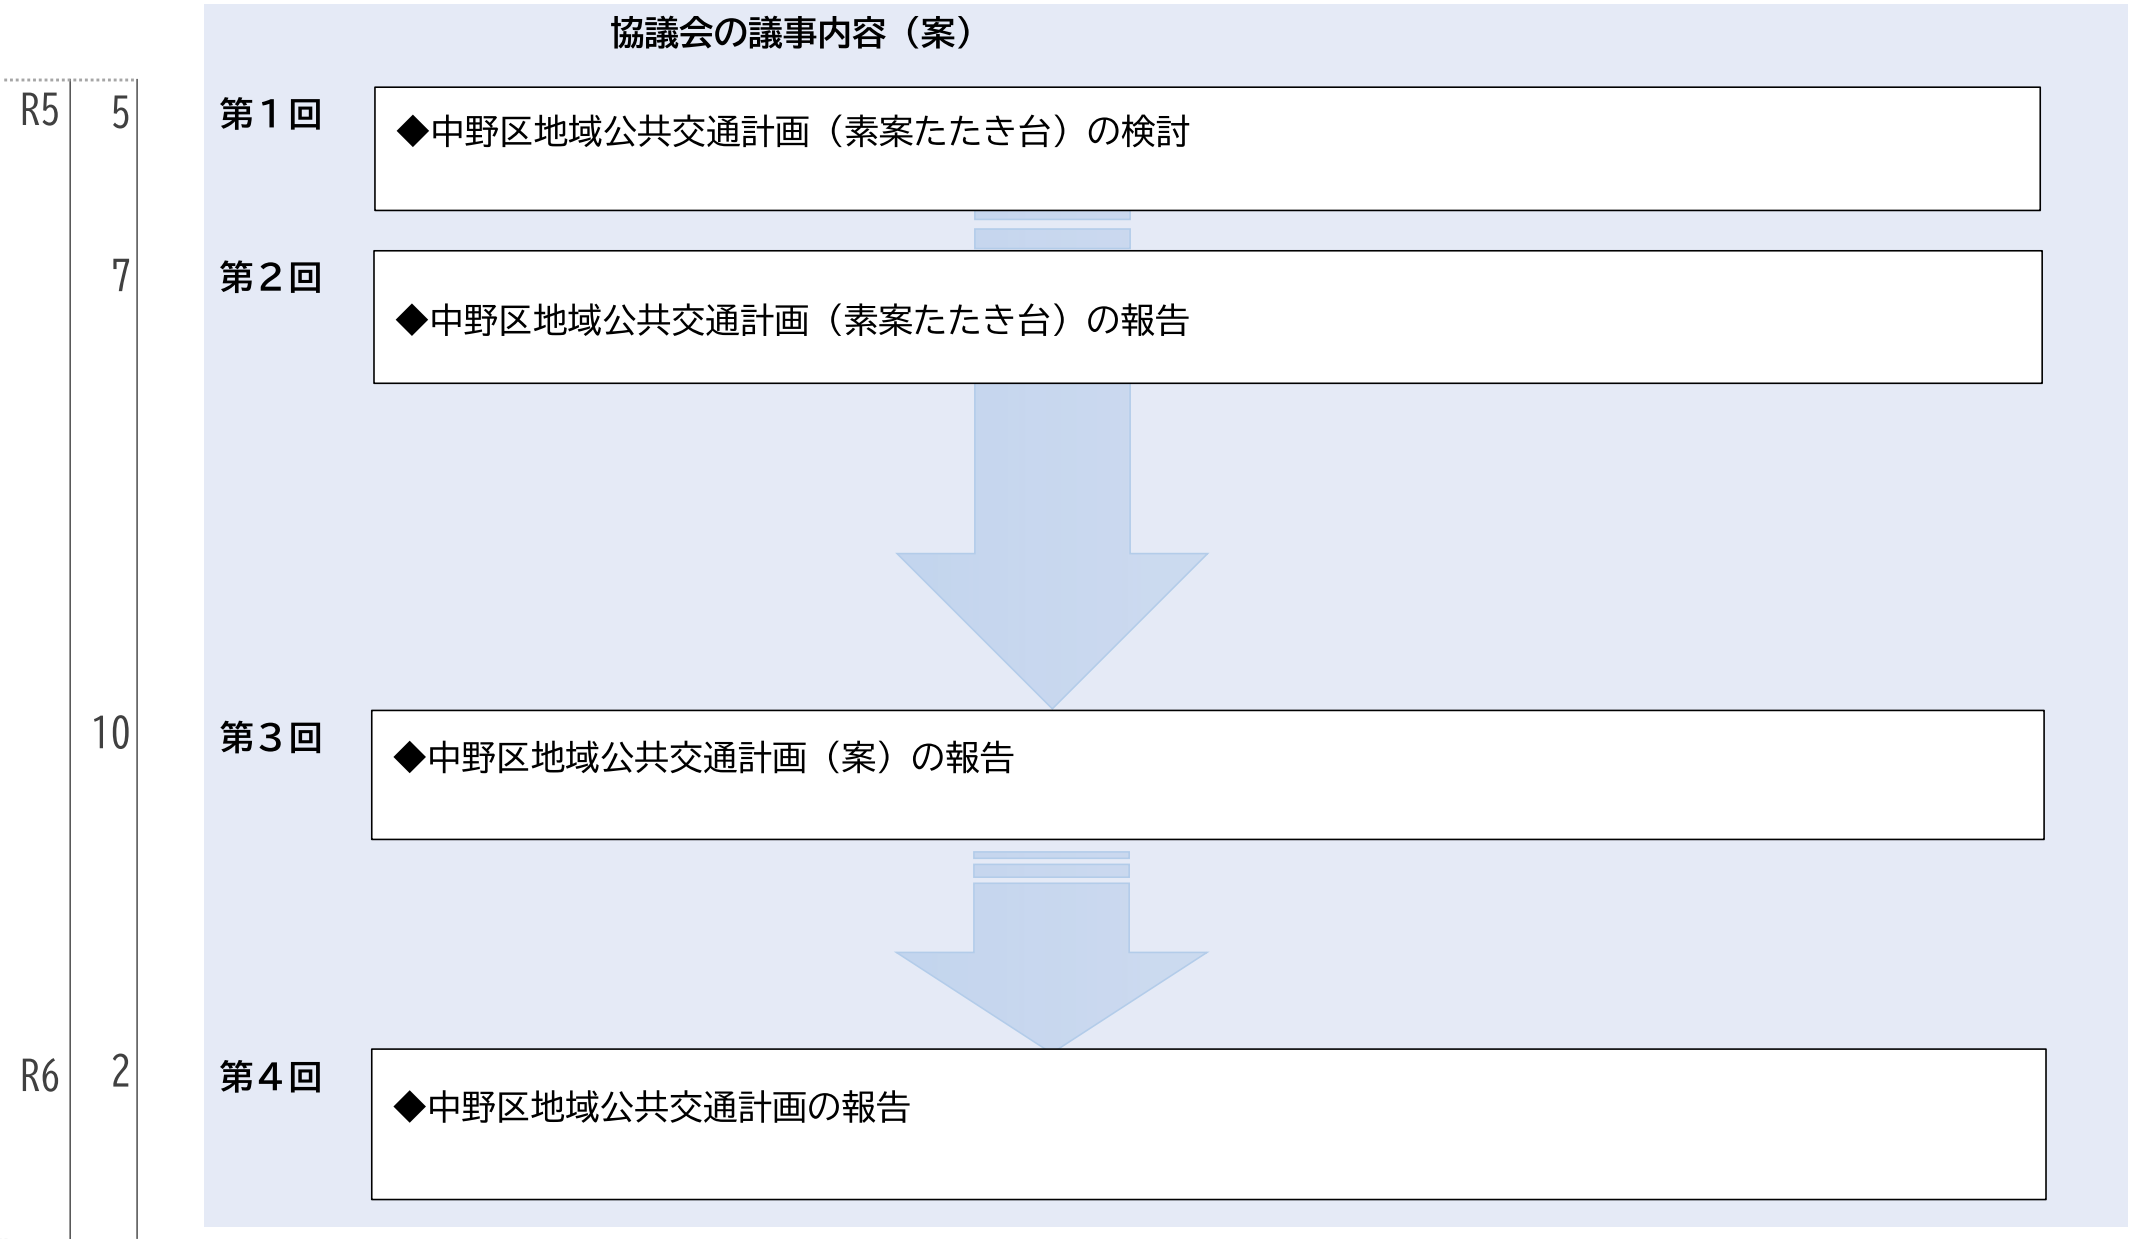 協議会の議事内容（案）
R5 5 第１回
◆中野区地域公共交通計画（素案たたき台）の検討
7 第２回
◆中野区地域公共交通計画（素案たたき台）の報告
10 第３回
◆中野区地域公共交通計画（案）の報告
R6 2 第４回
◆中野区地域公共交通計画の報告